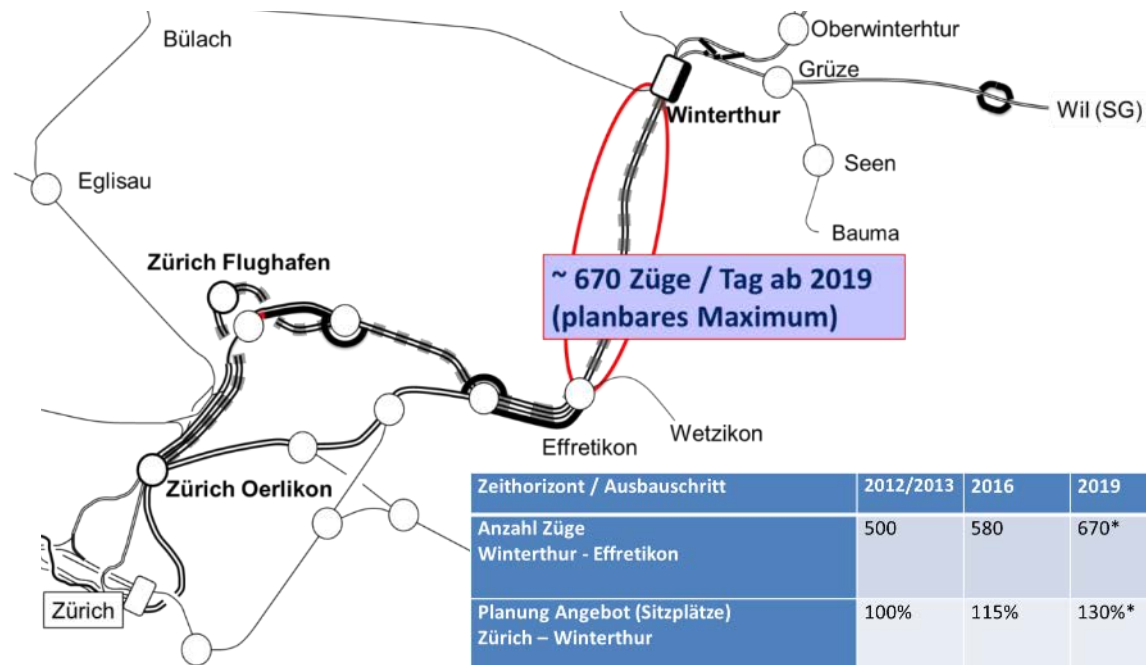 Bülach
Oberwinterhtur
Grüze
Winterthur
Wil (SG)
Seen
Eglisau
Bauma
Zürich Flughafen
~ 670 Züge / Tag ab 2019
(planbares Maximum)
Wetzikon
Effretikon
Zürich Oerlikon
Zürich
Zeithorizont / Ausbauschritt 2012/2013 2016 2019
Anzahl Züge 500 580 670*
Winterthur - Effretikon
Planung Angebot (Sitzplätze) 100% 115% 130%*
Zürich – Winterthur